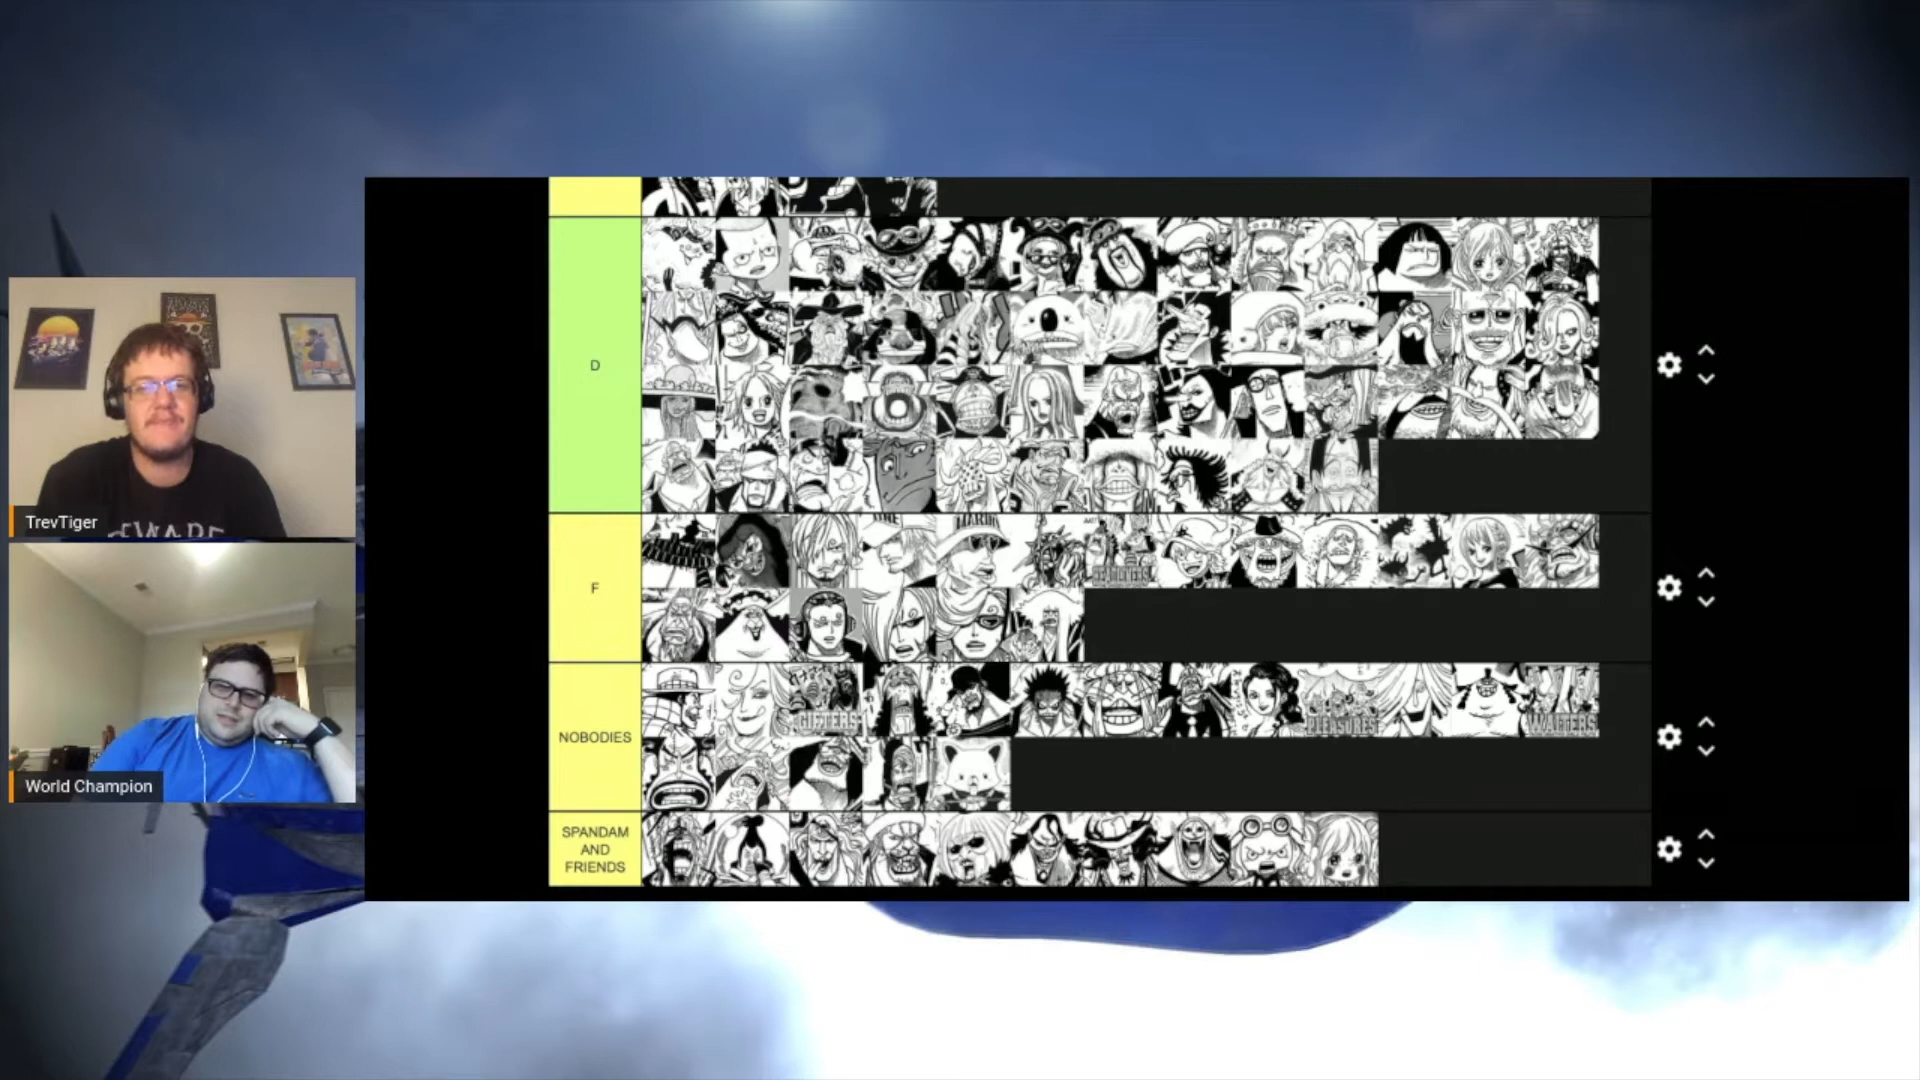 D
F
NOBODIES
GIFTERS
PLEASURES
WAITERS
SPANDAM
AND
FRIENDS
TrevTiger
World Champion